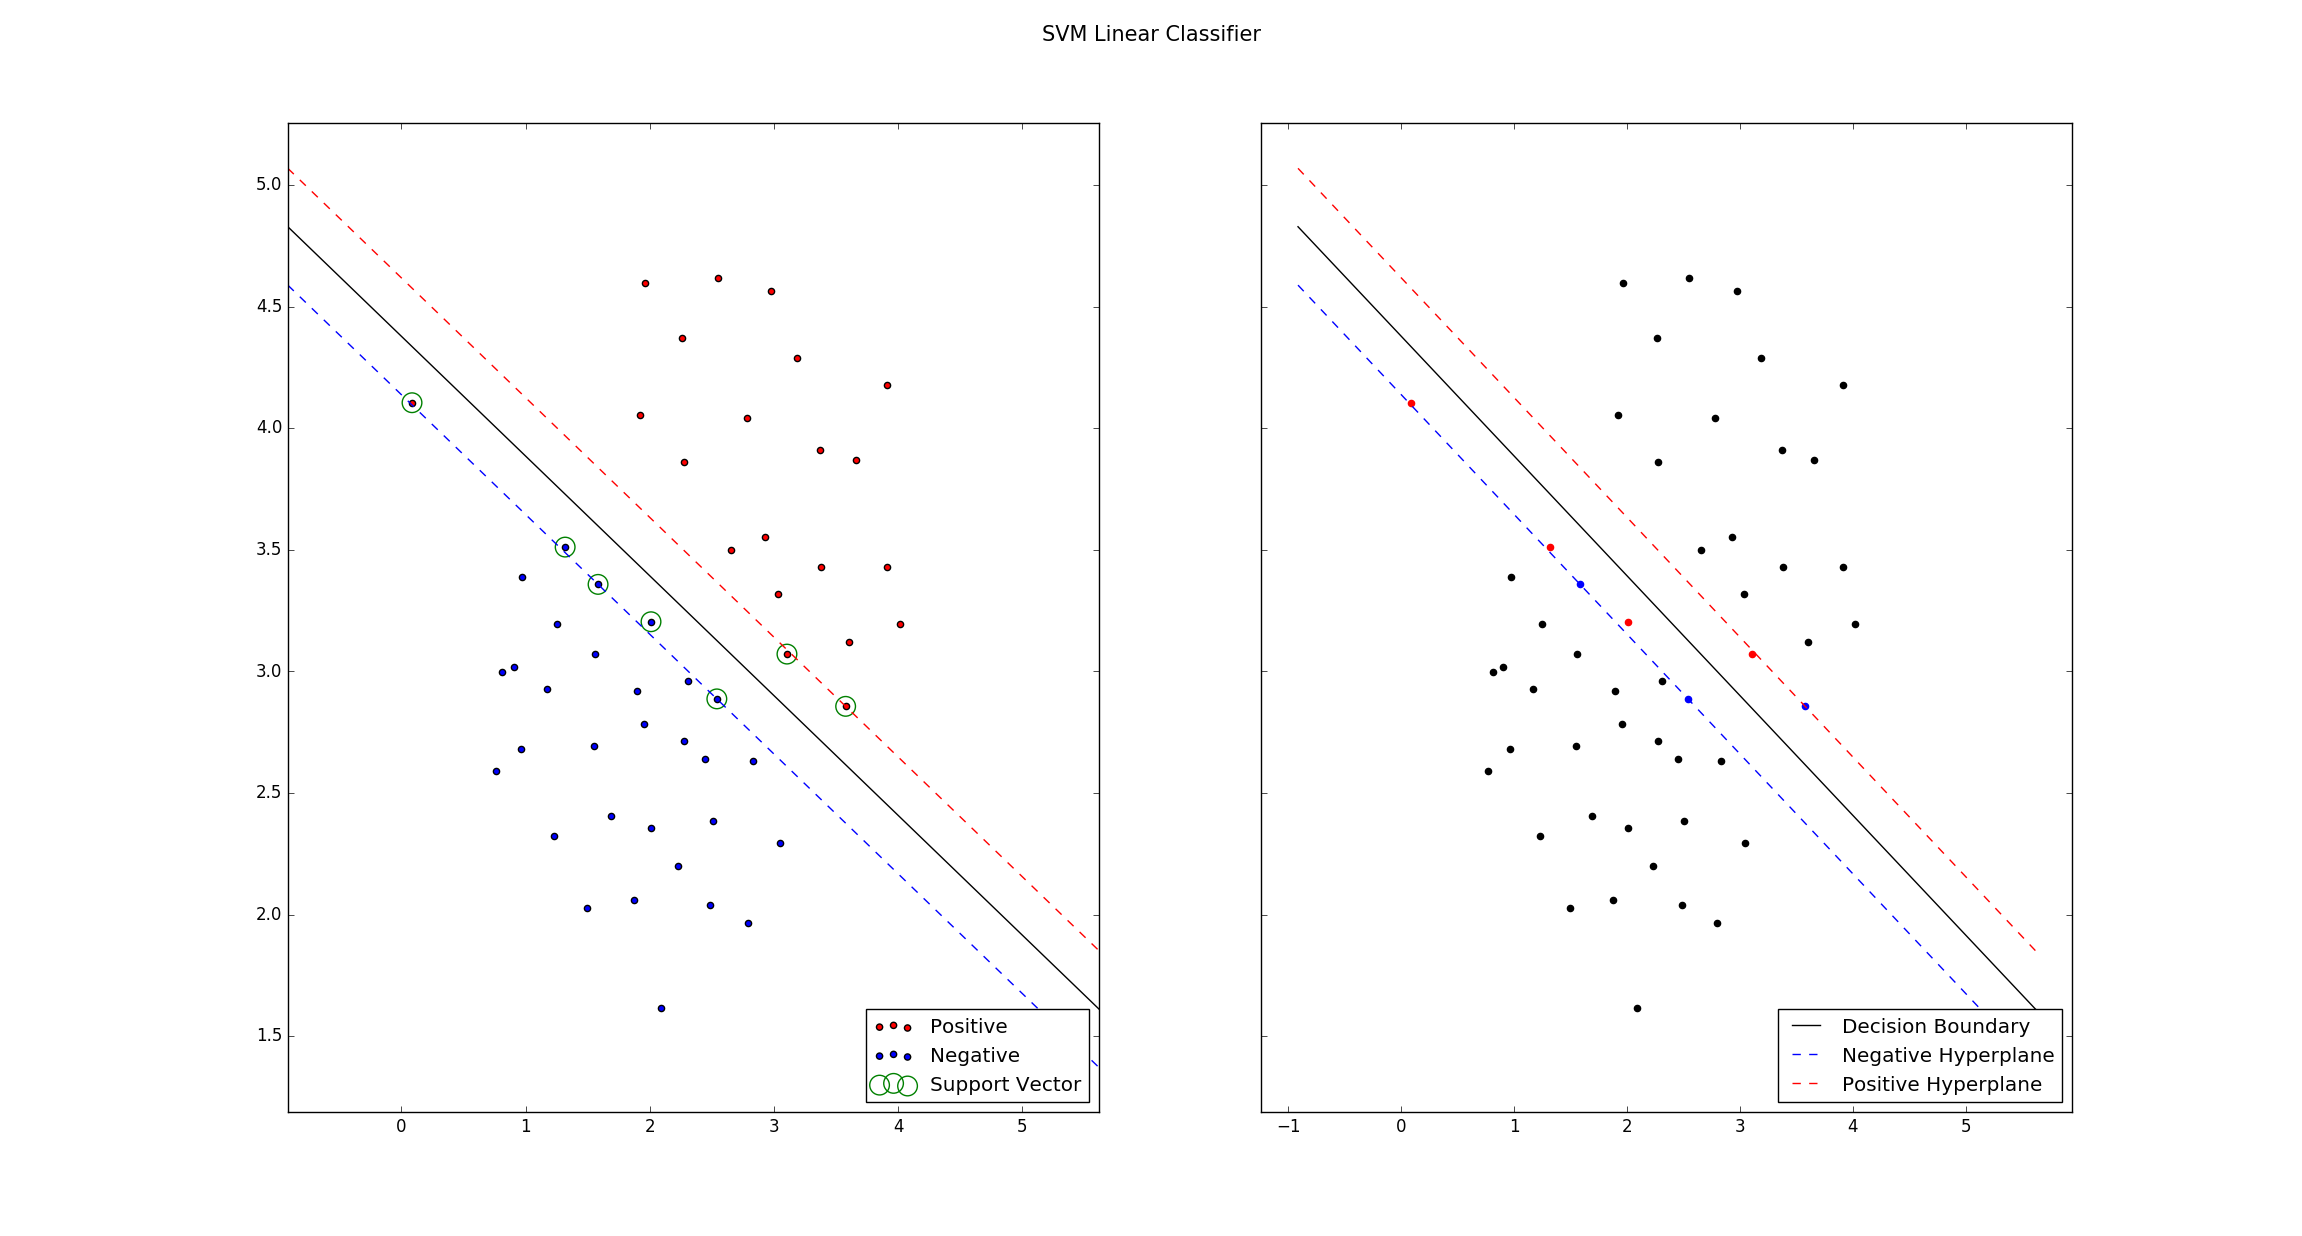 SVM Linear Classifier
5.0
4.5
4.0
3.5
3.0
2.5
2.0
1.5
0 1 2 3 4 5
Positive
Negative
Support Vector
−1 0 1 2 3 4 5
Decision Boundary
Negative Hyperplane
Positive Hyperplane